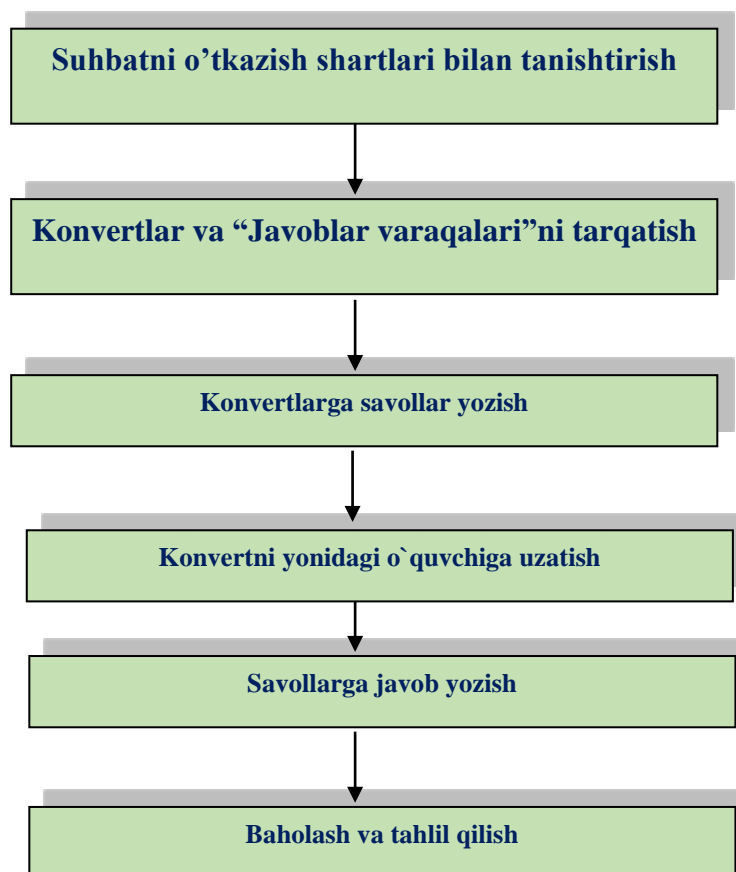 Suhbatni o’tkazish shartlari bilan tanishtirish
Konvertlar va “Javoblar varaqalari”ni tarqatish
Konvertlarga savollar yozish
Konvertni yonidagi o`quvchiga uzatish
Savollarga javob yozish
Baholash va tahlil qilish